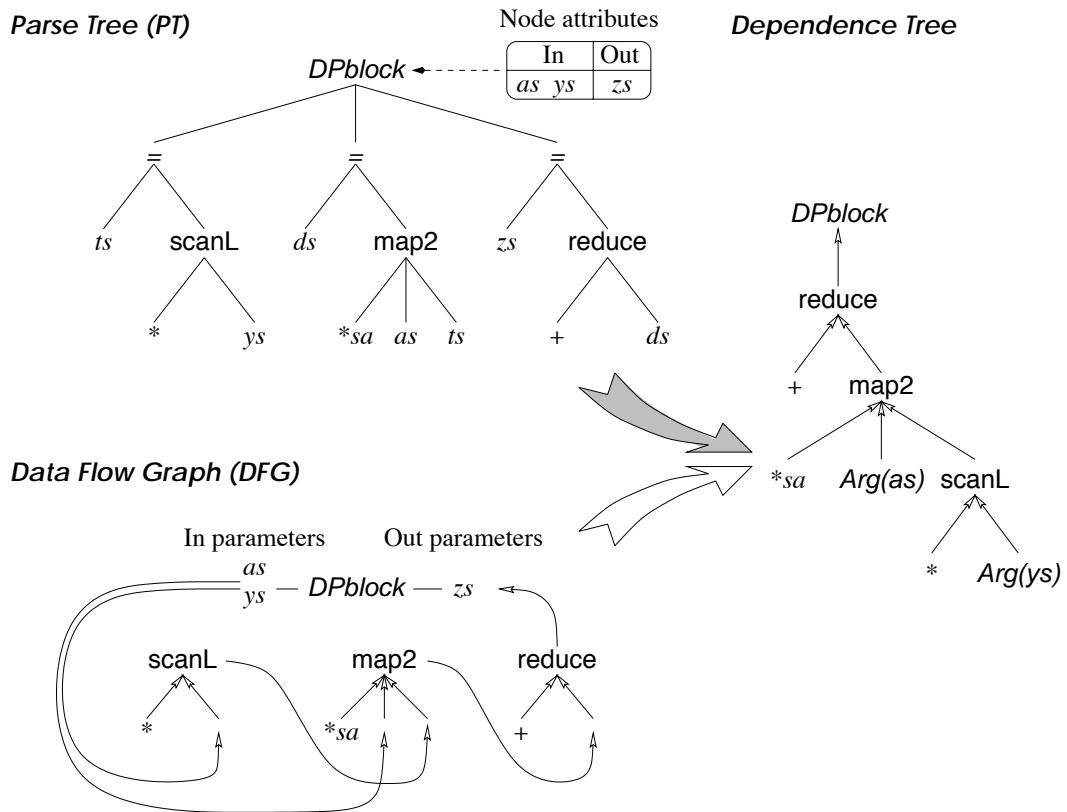 Parse Tree (PT)
Node attributes
Dependence Tree
In Out
DPblock
as ys zs
= = =
ts scanL ds map2 zs reduce
DPblock
reduce
* ys *sa as ts + ds
+ map2
Data Flow Graph (DFG)
*sa Arg(as) scanL
In parameters Out parameters
as
* Arg(ys)
ys DPblock zs
scanL map2 reduce
* *sa +